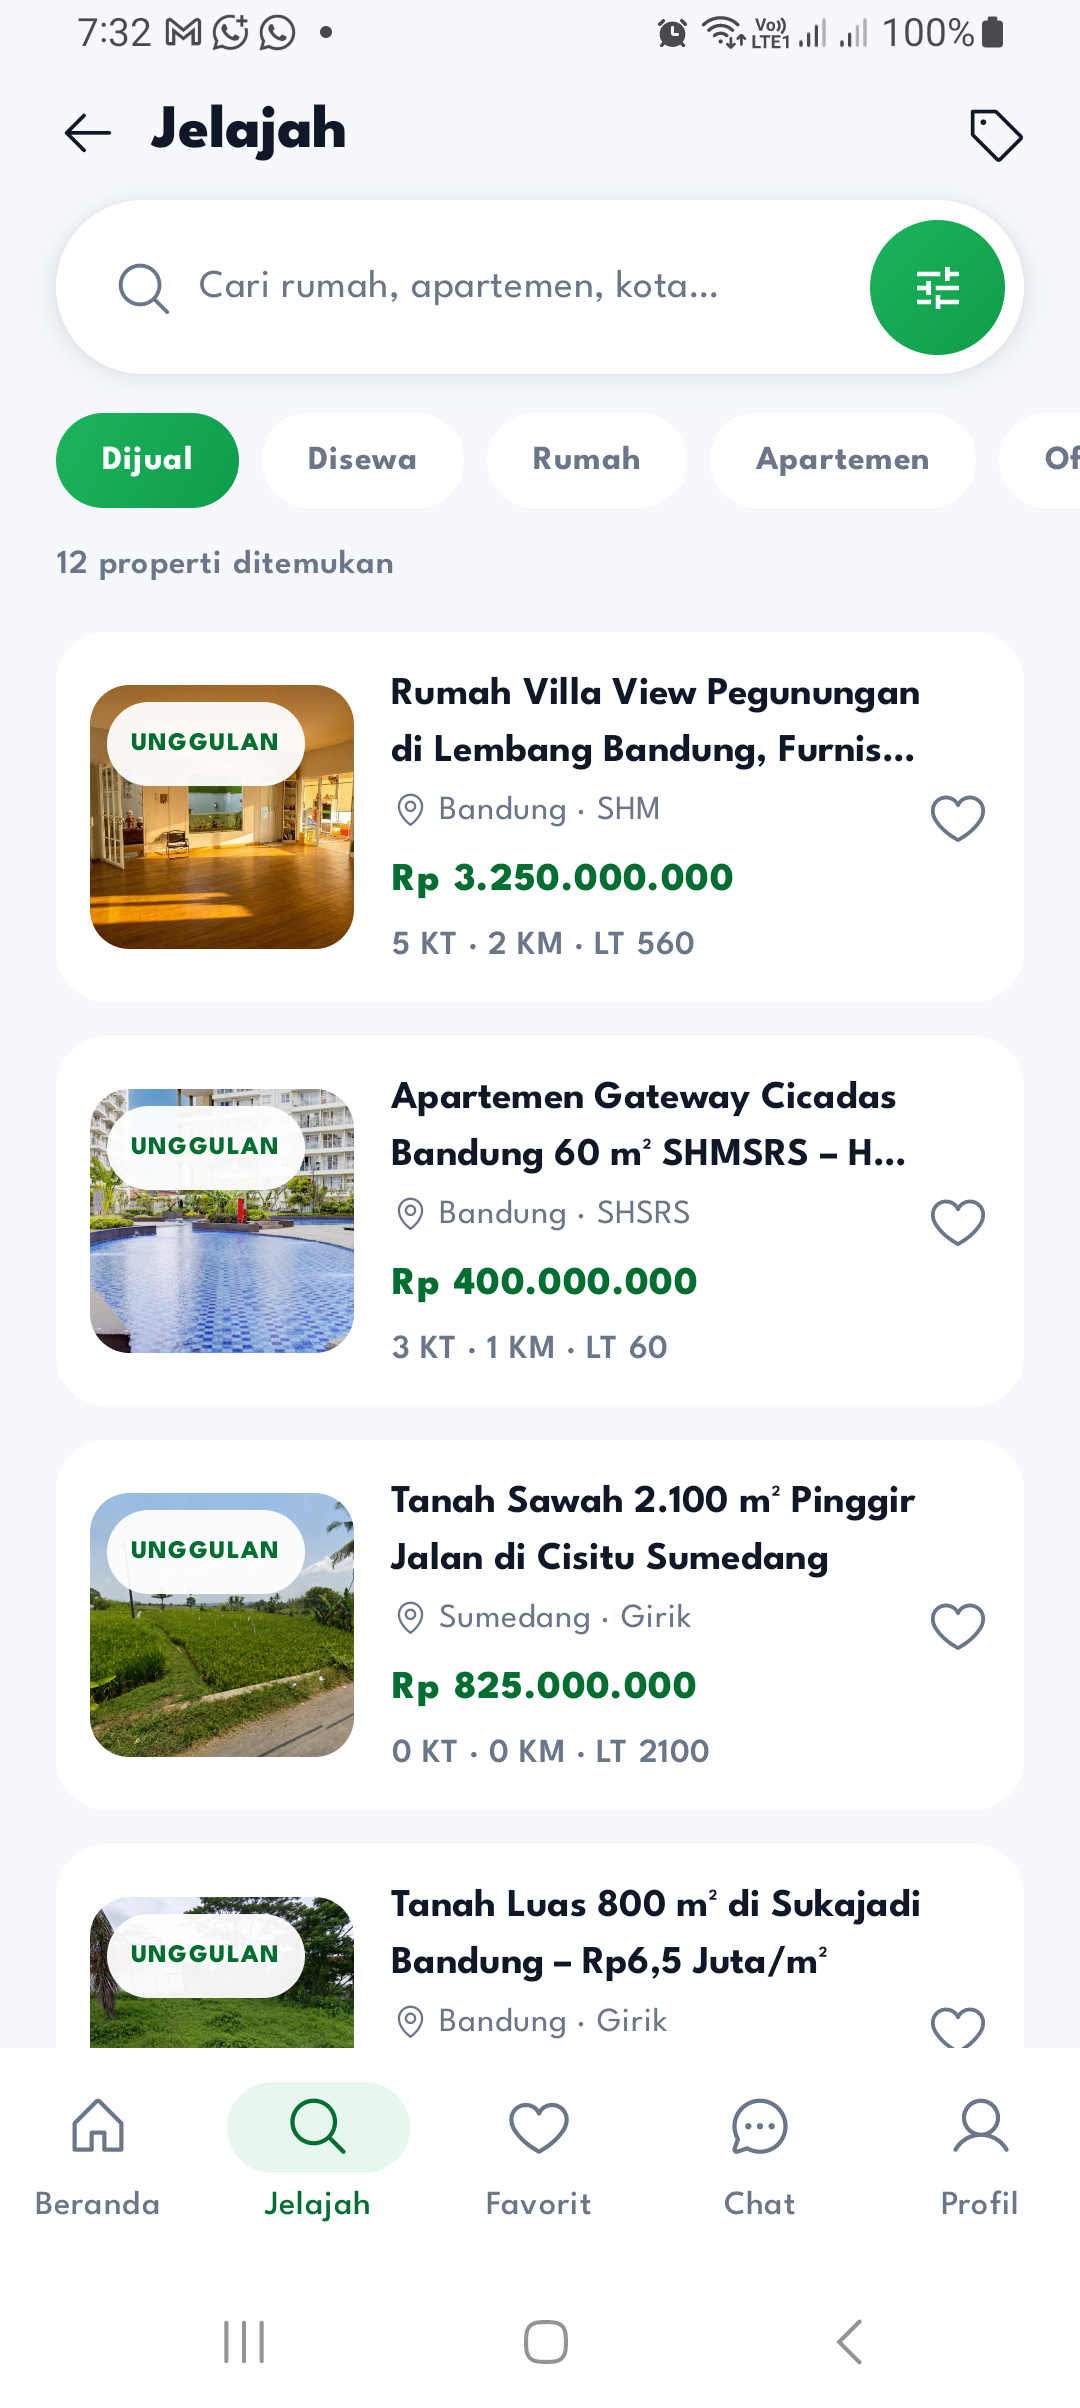 7:32 Vo)) LTE1 100%
Jelajah
Cari rumah, apartemen, kota...
Dijual Disewa Rumah Apartemen Of
12 properti ditemukan
UNGGULAN
Rumah Villa View Pegunungan
di Lembang Bandung, Furnis...
Bandung · SHM
Rp 3.250.000.000
5 KT · 2 KM · LT 560
UNGGULAN
Apartemen Gateway Cicadas
Bandung 60 m² SHMSRS – H...
Bandung · SHSRS
Rp 400.000.000
3 KT · 1 KM · LT 60
UNGGULAN
Tanah Sawah 2.100 m² Pinggir
Jalan di Cisitu Sumedang
Sumedang · Girik
Rp 825.000.000
0 KT · 0 KM · LT 2100
UNGGULAN
Tanah Luas 800 m² di Sukajadi
Bandung – Rp6,5 Juta/m²
Bandung · Girik
Beranda Jelajah Favorit Chat Profil